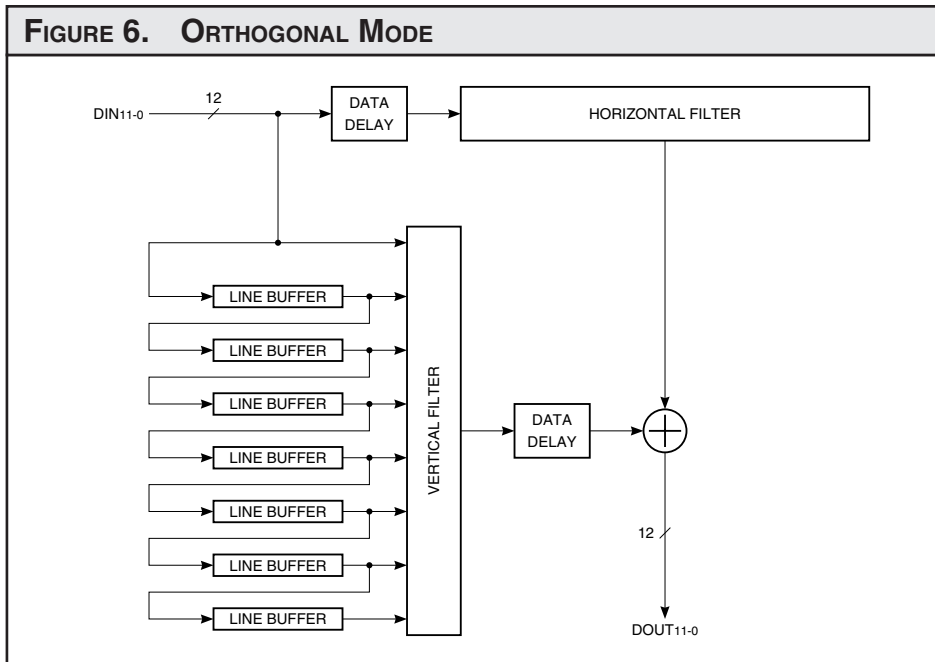 FIGURE 6. ORTHOGONAL MODE
12
DIN11-0
DATA
DELAY
HORIZONTAL FILTER
LINE BUFFER
LINE BUFFER
LINE BUFFER
LINE BUFFER
LINE BUFFER
LINE BUFFER
LINE BUFFER
VERTICAL FILTER
DATA
DELAY
12
DOUT11-0